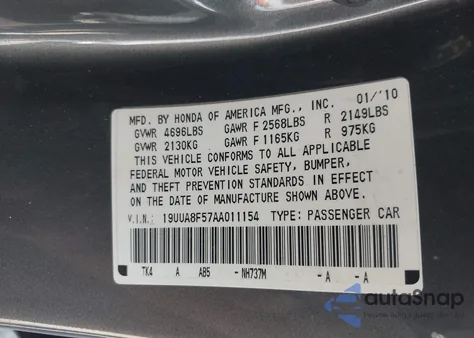 MFD. BY HONDA OF AMERICA MFG., INC. 01/'10
GVWR 4696LBS GAWR F 2568LBS R 2149LBS
GVWR 2130KG GAWR F 1165KG R 975KG
THIS VEHICLE CONFORMS TO ALL APPLICABLE
FEDERAL MOTOR VEHICLE SAFETY, BUMPER,
AND THEFT PREVENTION STANDARDS IN EFFECT
ON THE DATE OF MANUFACTURE SHOWN ABOVE.
V.I.N.: 19UUA8F57AA011154 TYPE: PASSENGER CAR
TK4 A AB5 - NH737M -A -A
autoSnap